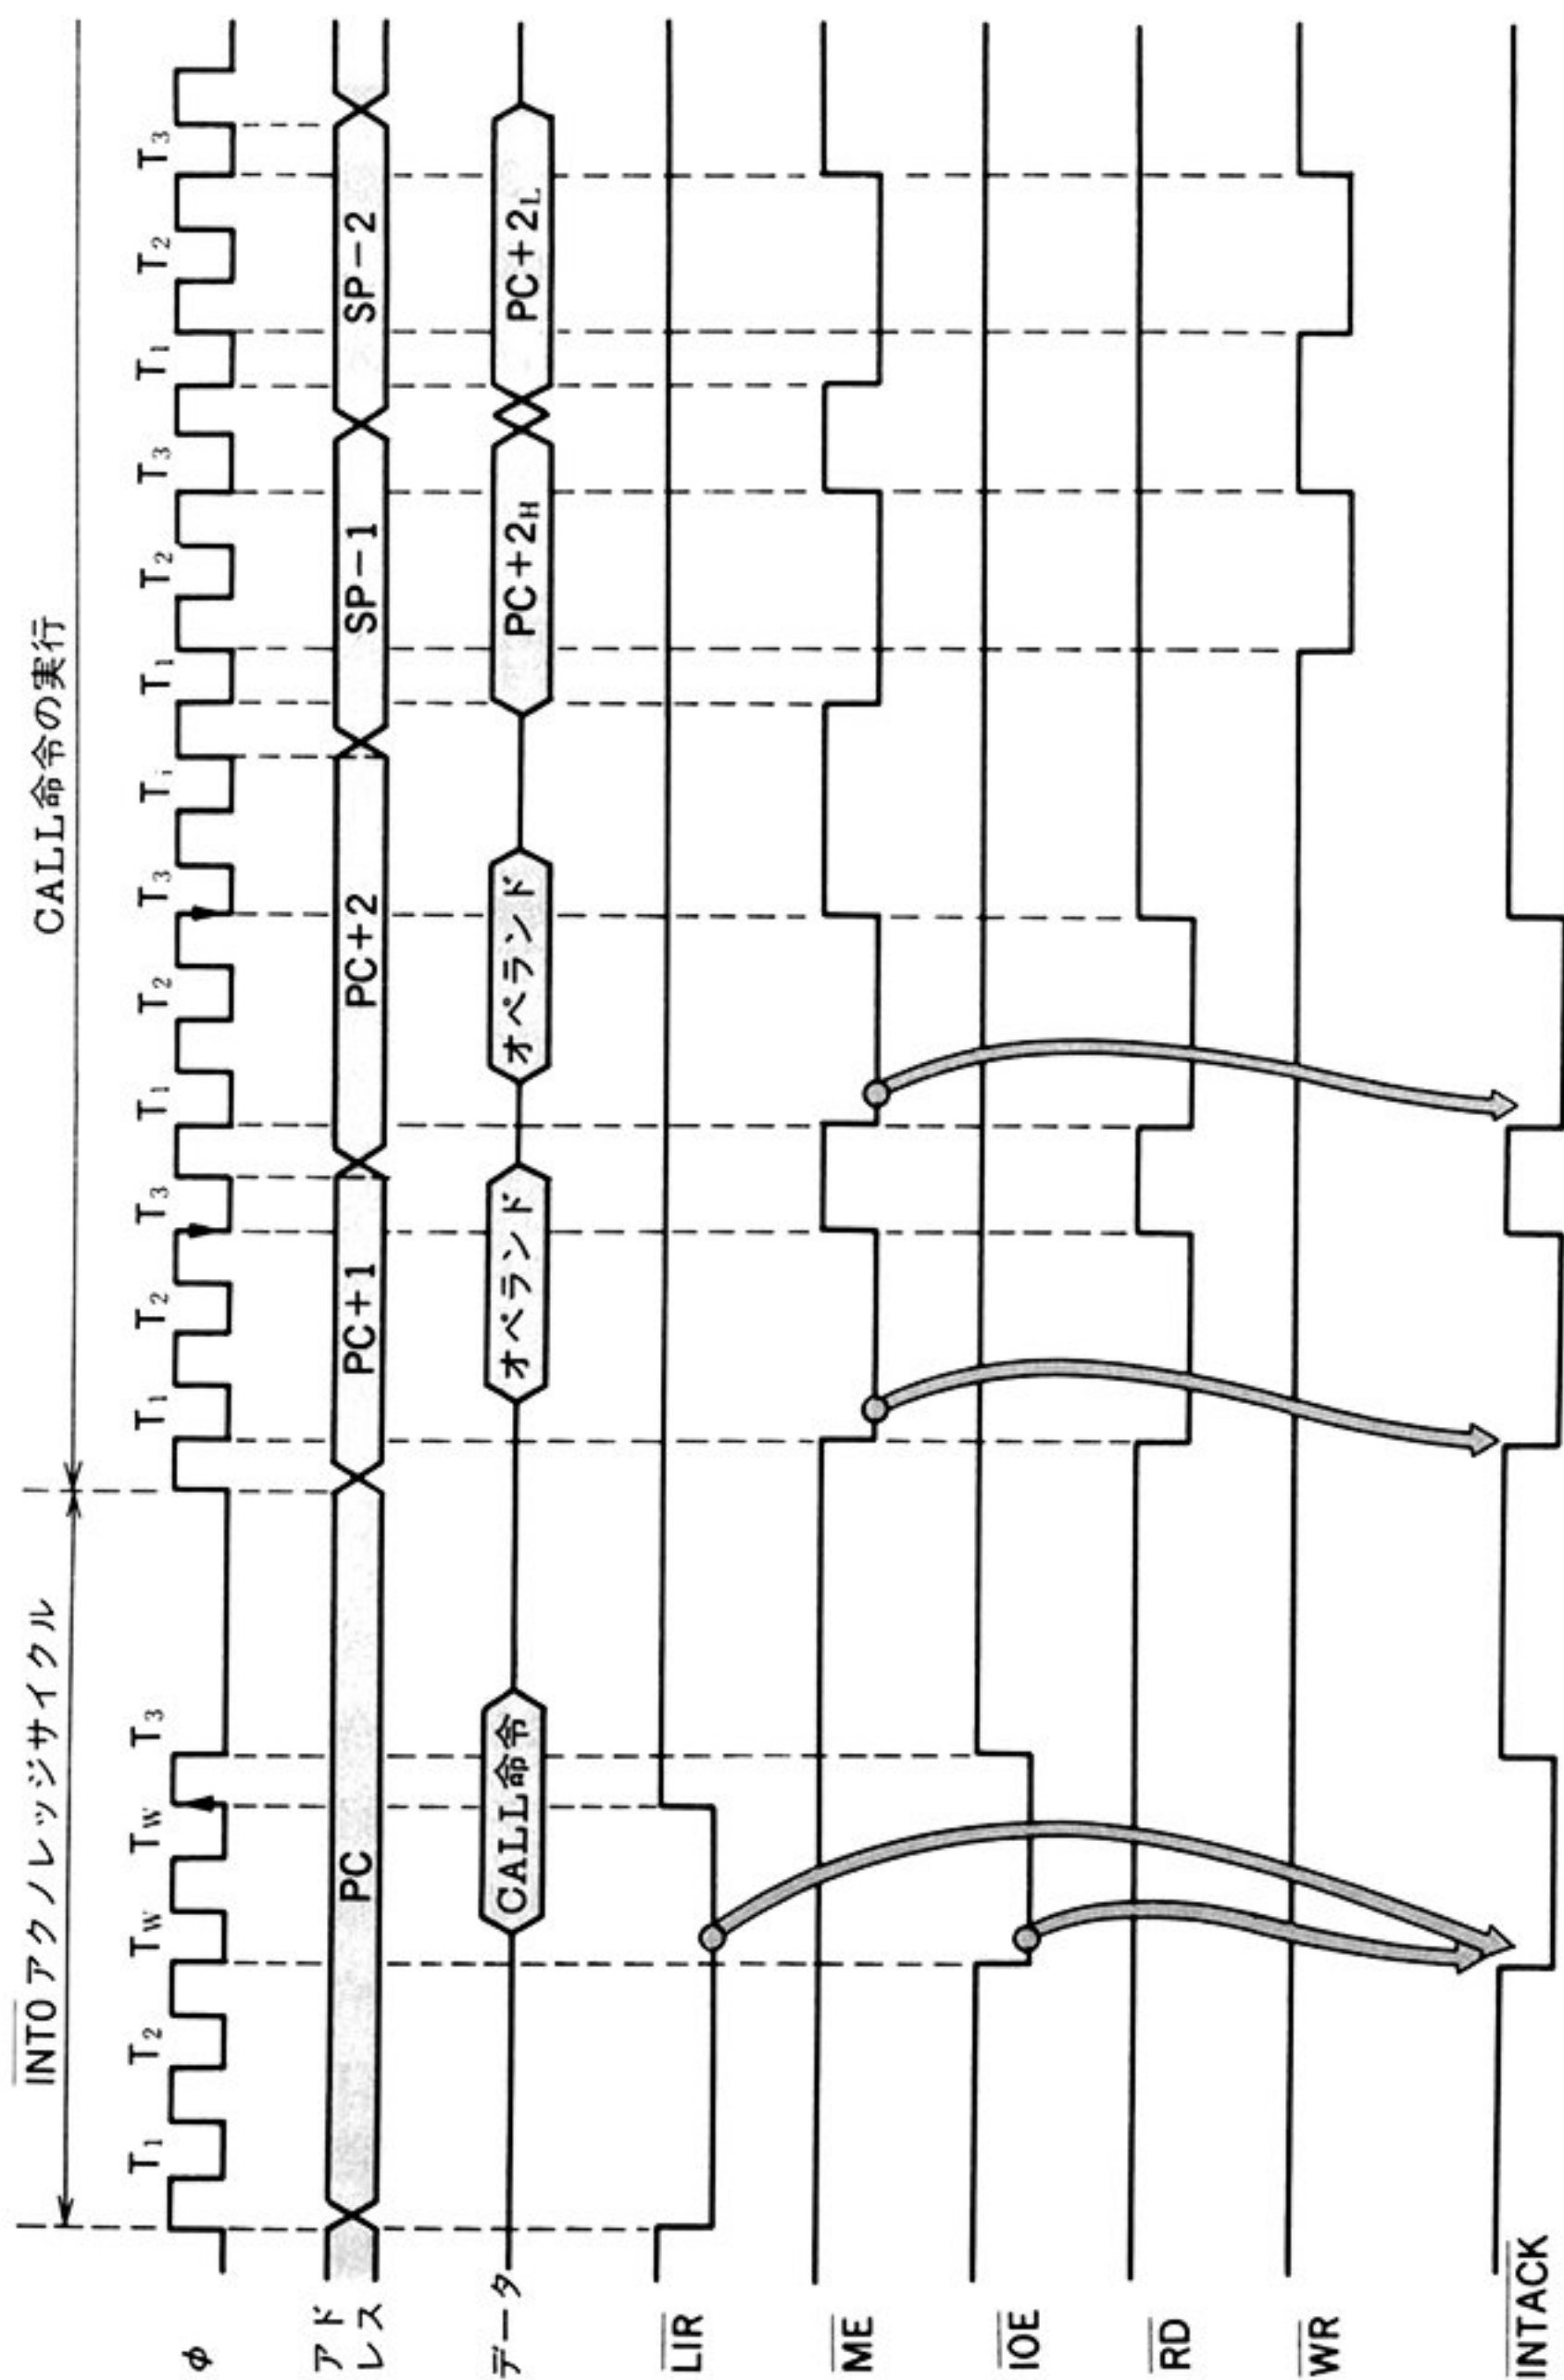 INT0アクノレッジサイクル CALL命令の実行
T1 T2 TW TW T3 T1 T2 T3 T1 T2 T3 Ti T1 T2 T3 T1 T2 T3
φ
アド
レス
PC PC+1 PC+2 SP-1 SP-2
データ CALL命令 オペランド オペランド PC+2H PC+2L
LIR
ME
IOE
RD
WR
INTACK